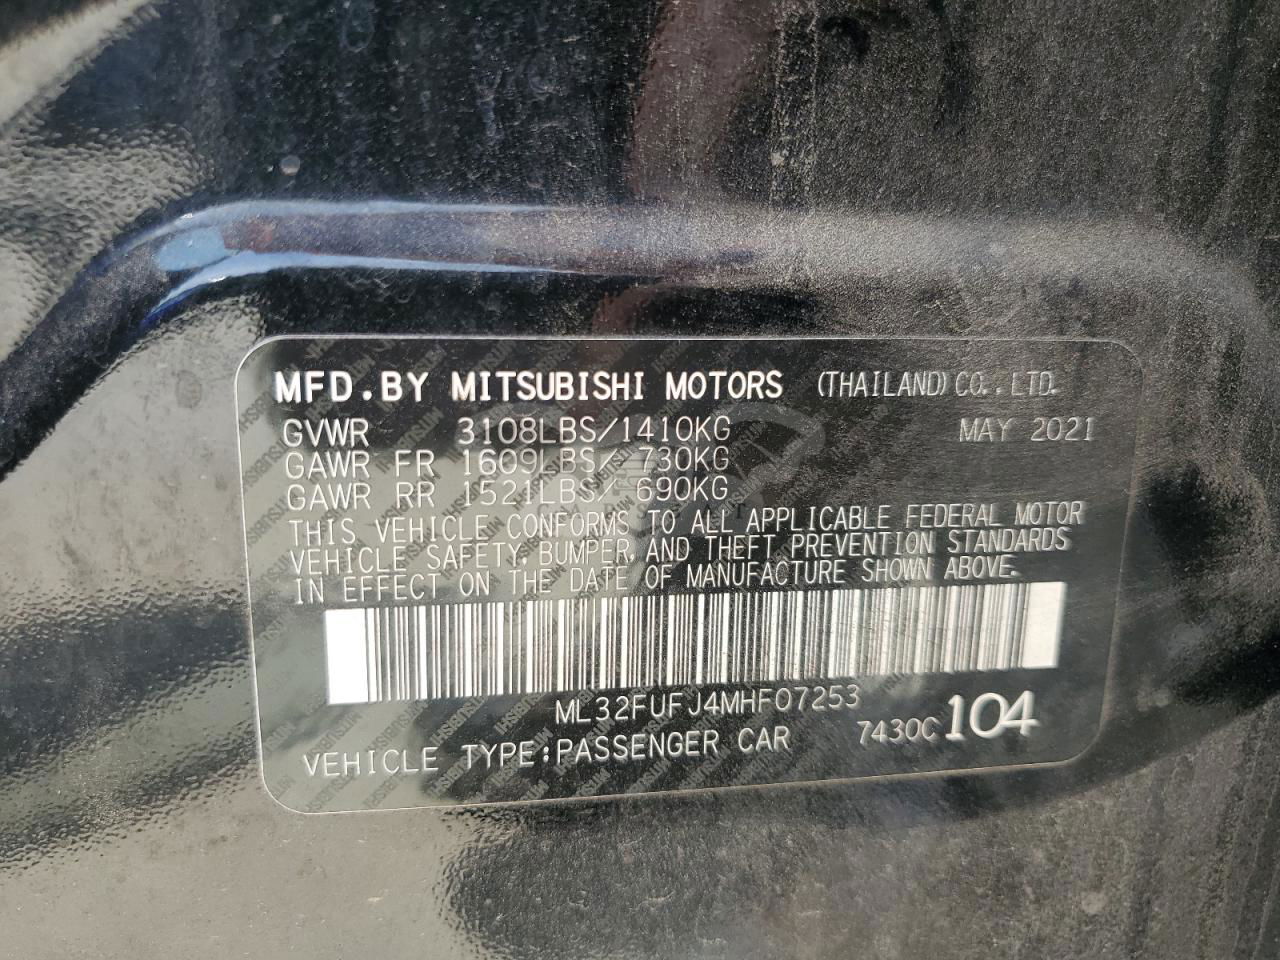 MFD.BY MITSUBISHI MOTORS (THAILAND)CO.,LTD.
GVWR 3108LBS/1410KG MAY 2021
GAWR FR 1609LBS/ 730KG
GAWR RR 1521LBS/ 690KG
THIS VEHICLE CONFORMS TO ALL APPLICABLE FEDERAL MOTOR
VEHICLE SAFETY, BUMPER, AND THEFT PREVENTION STANDARDS
IN EFFECT ON THE DATE OF MANUFACTURE SHOWN ABOVE.
ML32FUFJ4MHF07253
7430C 104
VEHICLE TYPE:PASSENGER CAR